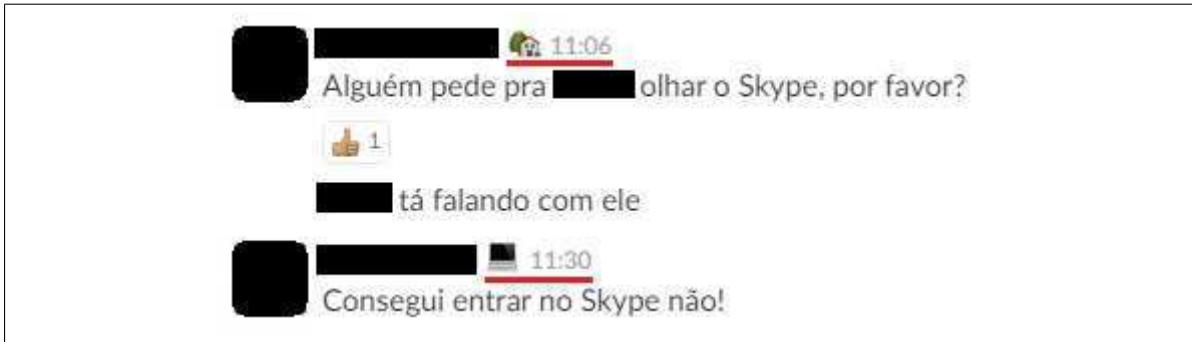 11:06
Alguém pede pra olhar o Skype, por favor?
1
tá falando com ele
11:30
Consegui entrar no Skype não!